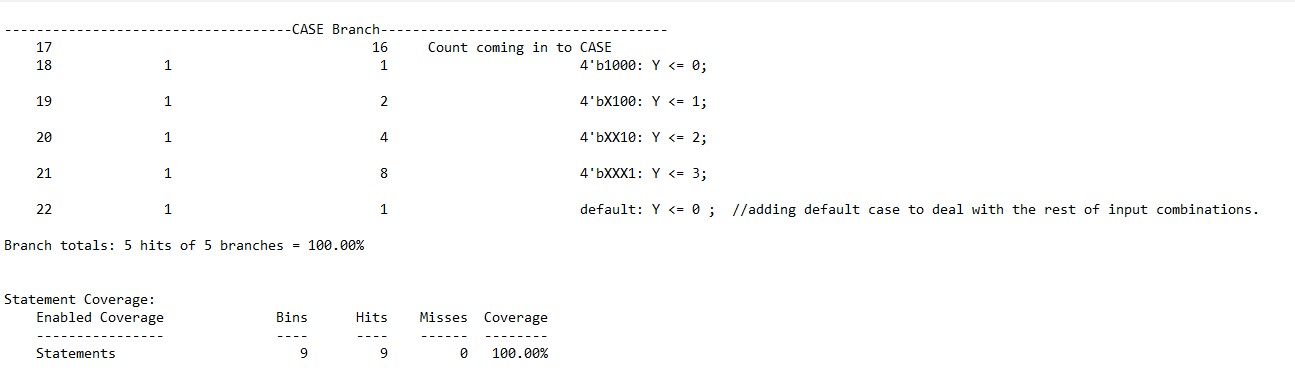 ------------------------------------CASE Branch------------------------------------
17 16 Count coming in to CASE
18 1 1 4'b1000: Y <= 0;
19 1 2 4'bX100: Y <= 1;
20 1 4 4'bXX10: Y <= 2;
21 1 8 4'bXXX1: Y <= 3;
22 1 1 default: Y <= 0 ; //adding default case to deal with the rest of input combinations.
Branch totals: 5 hits of 5 branches = 100.00%
Statement Coverage:
Enabled Coverage Bins Hits Misses Coverage
---------------- ---- ---- ------ --------
Statements 9 9 0 100.00%